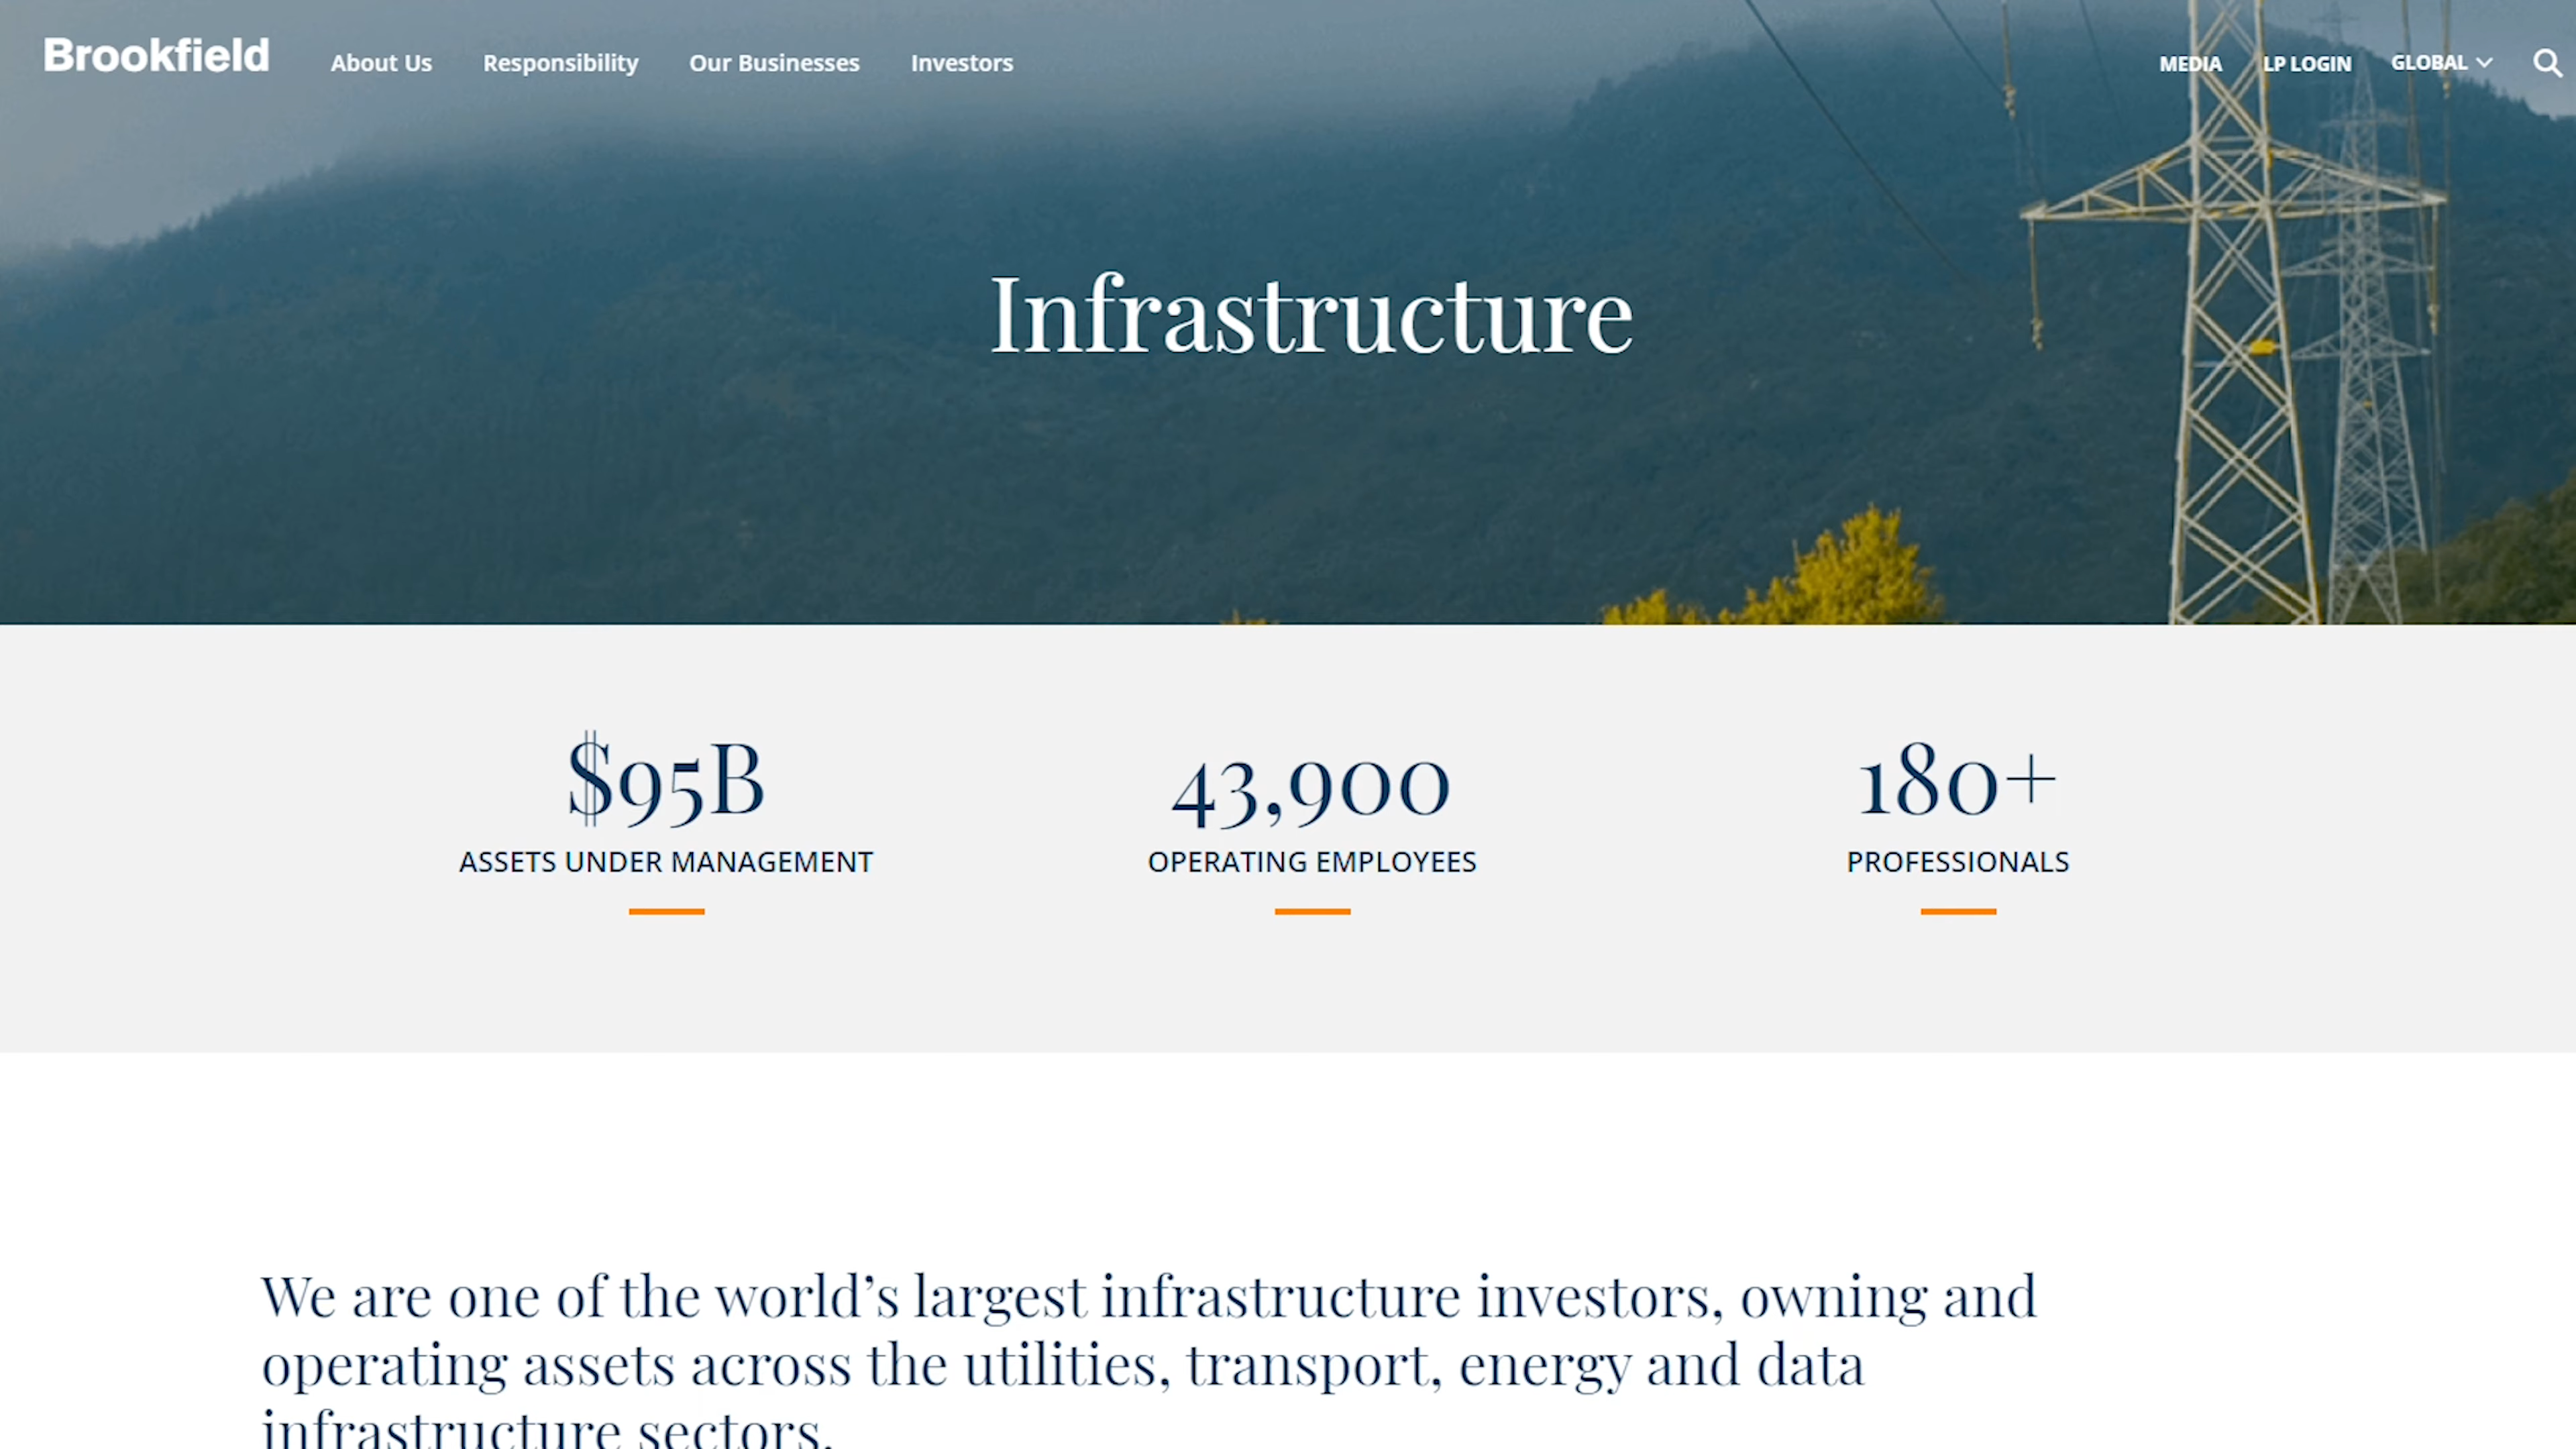 Brookfield
About Us
Responsibility
Our Businesses
Investors
MEDIA
LP LOGIN
GLOBAL
Infrastructure
$95B
ASSETS UNDER MANAGEMENT
43,900
OPERATING EMPLOYEES
180+
PROFESSIONALS
We are one of the world’s largest infrastructure investors, owning and
operating assets across the utilities, transport, energy and data
infrastructure sectors.